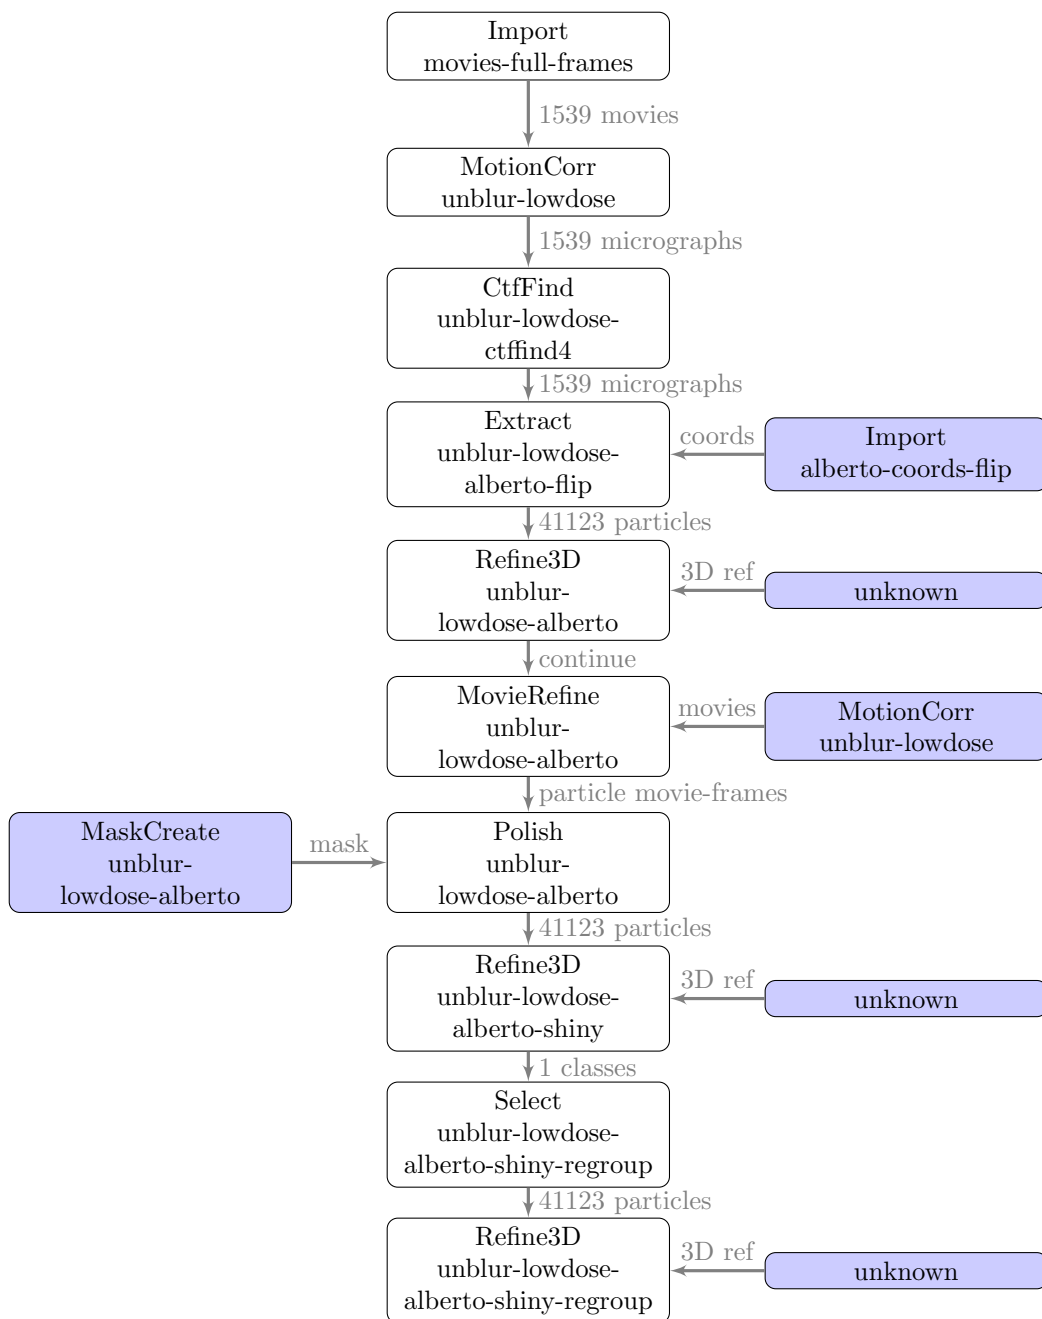 Import
movies-full-frames
1539 movies
MotionCorr
unblur-lowdose
1539 micrographs
CtfFind
unblur-lowdose-
ctffind4
1539 micrographs
Extract
unblur-lowdose-
alberto-flip
coords
Import
alberto-coords-flip
41123 particles
Refine3D
unblur-
lowdose-alberto
3D ref
unknown
continue
MovieRefine
unblur-
lowdose-alberto
movies
MotionCorr
unblur-lowdose
particle movie-frames
MaskCreate
unblur-
lowdose-alberto
mask
Polish
unblur-
lowdose-alberto
41123 particles
Refine3D
unblur-lowdose-
alberto-shiny
3D ref
unknown
1 classes
Select
unblur-lowdose-
alberto-shiny-regroup
41123 particles
Refine3D
unblur-lowdose-
alberto-shiny-regroup
3D ref
unknown